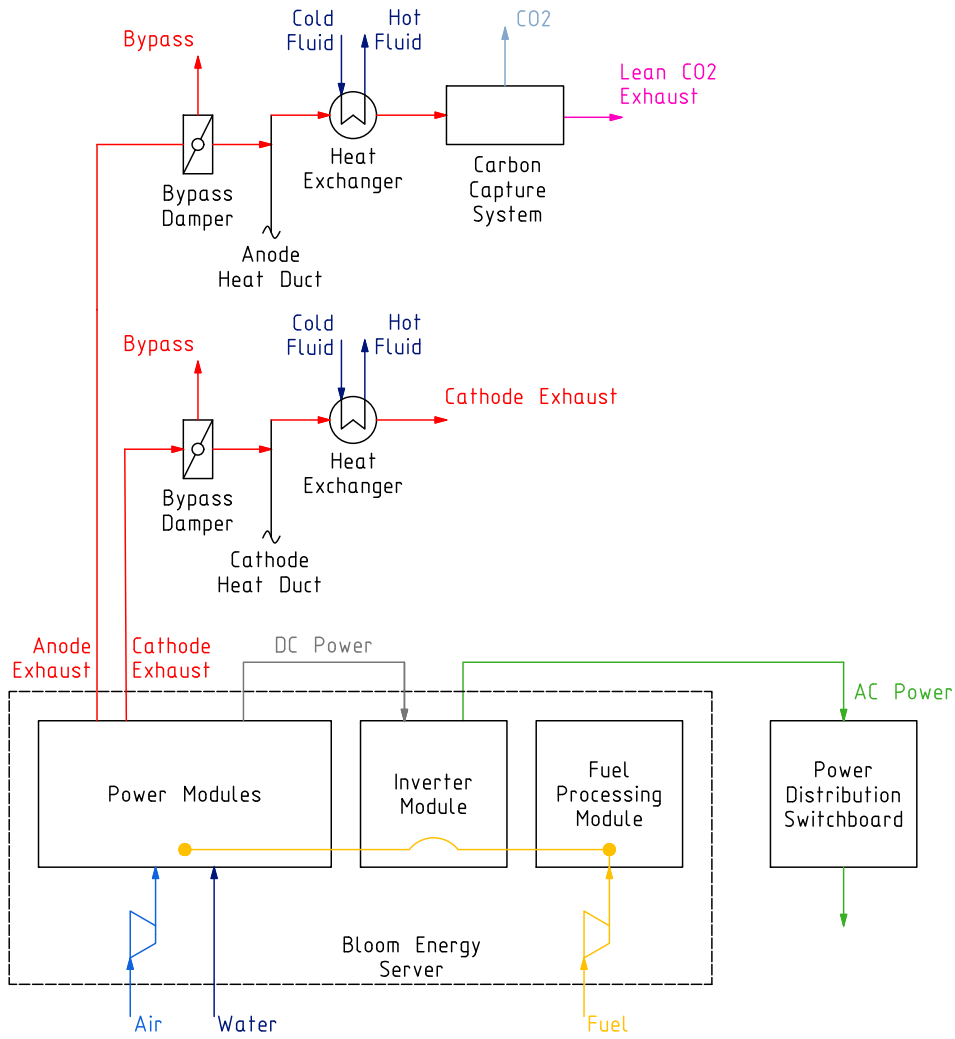 Cold
Fluid
Hot
Fluid
CO2
Bypass
Lean CO2
Exhaust
Heat
Exchanger
Carbon
Capture
System
Bypass
Damper
Anode
Heat Duct
Cold
Fluid
Hot
Fluid
Bypass
Cathode Exhaust
Heat
Exchanger
Bypass
Damper
Cathode
Heat Duct
Anode
Exhaust
Cathode
Exhaust
DC Power
AC Power
Power Modules
Inverter
Module
Fuel
Processing
Module
Power
Distribution
Switchboard
Bloom Energy
Server
Air
Water
Fuel